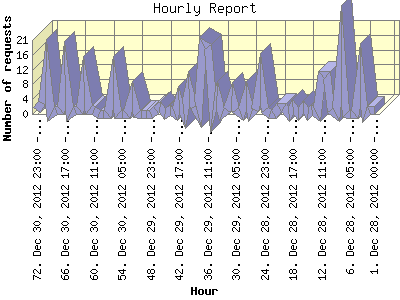 Hourly Report
Number of requests
21
16
12
8
4
0
72. Dec 30, 2012 23:00 -...
66. Dec 30, 2012 17:00 -...
60. Dec 30, 2012 11:00 -...
54. Dec 30, 2012 05:00 -...
48. Dec 29, 2012 23:00 -...
42. Dec 29, 2012 17:00 -...
36. Dec 29, 2012 11:00 -...
30. Dec 29, 2012 05:00 -...
24. Dec 28, 2012 23:00 -...
18. Dec 28, 2012 17:00 -...
12. Dec 28, 2012 11:00 -...
6. Dec 28, 2012 05:00 -...
1. Dec 28, 2012 00:00 -...
Hour